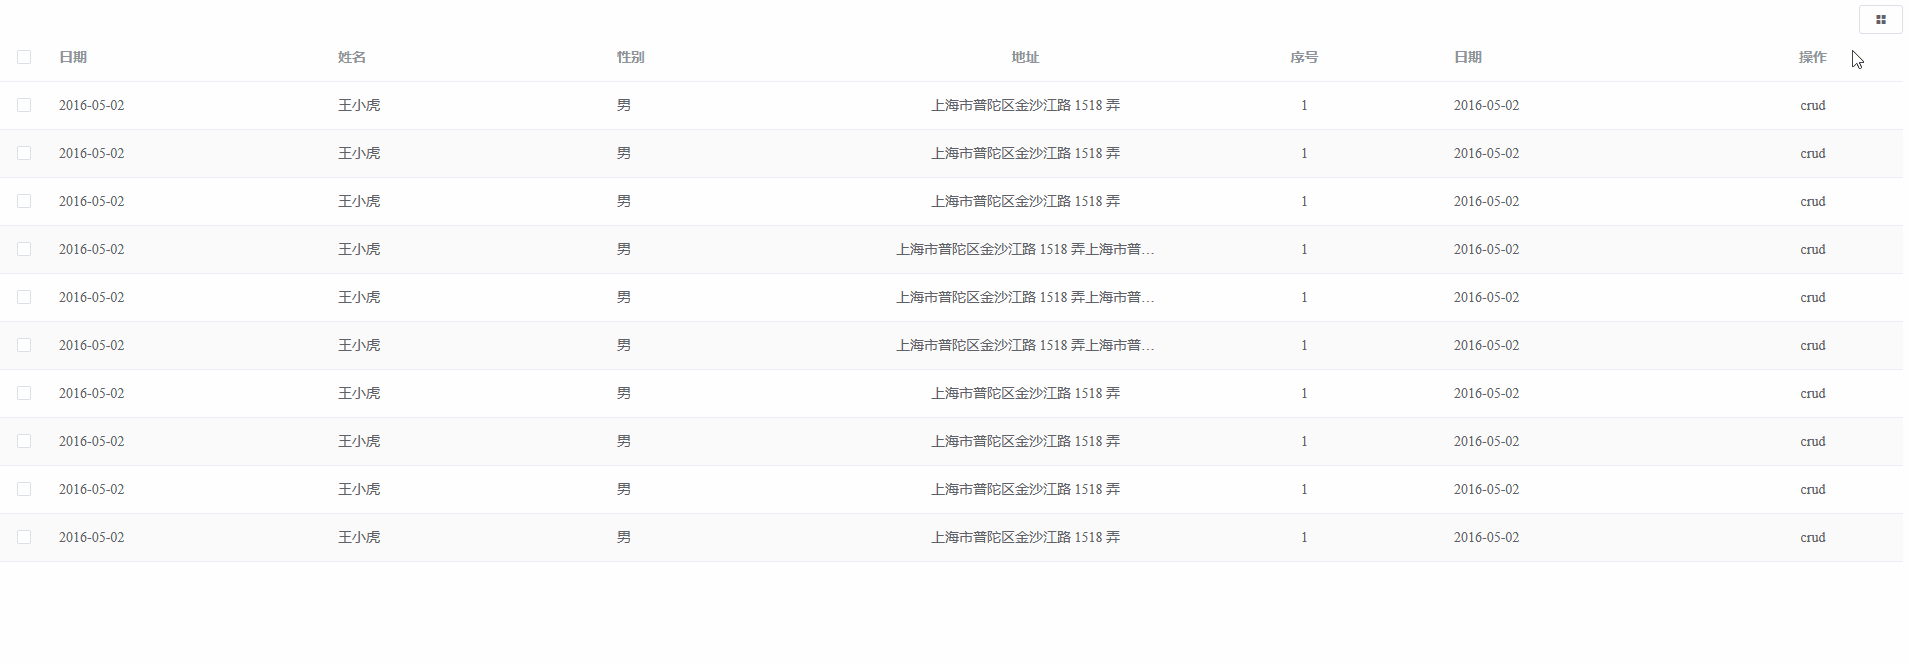 日期 姓名 性别 地址 序号 日期 操作
2016-05-02 王小虎 男 上海市普陀区金沙江路 1518 弄 1 2016-05-02 crud
2016-05-02 王小虎 男 上海市普陀区金沙江路 1518 弄 1 2016-05-02 crud
2016-05-02 王小虎 男 上海市普陀区金沙江路 1518 弄 1 2016-05-02 crud
2016-05-02 王小虎 男 上海市普陀区金沙江路 1518 弄上海市普… 1 2016-05-02 crud
2016-05-02 王小虎 男 上海市普陀区金沙江路 1518 弄上海市普… 1 2016-05-02 crud
2016-05-02 王小虎 男 上海市普陀区金沙江路 1518 弄上海市普… 1 2016-05-02 crud
2016-05-02 王小虎 男 上海市普陀区金沙江路 1518 弄 1 2016-05-02 crud
2016-05-02 王小虎 男 上海市普陀区金沙江路 1518 弄 1 2016-05-02 crud
2016-05-02 王小虎 男 上海市普陀区金沙江路 1518 弄 1 2016-05-02 crud
2016-05-02 王小虎 男 上海市普陀区金沙江路 1518 弄 1 2016-05-02 crud